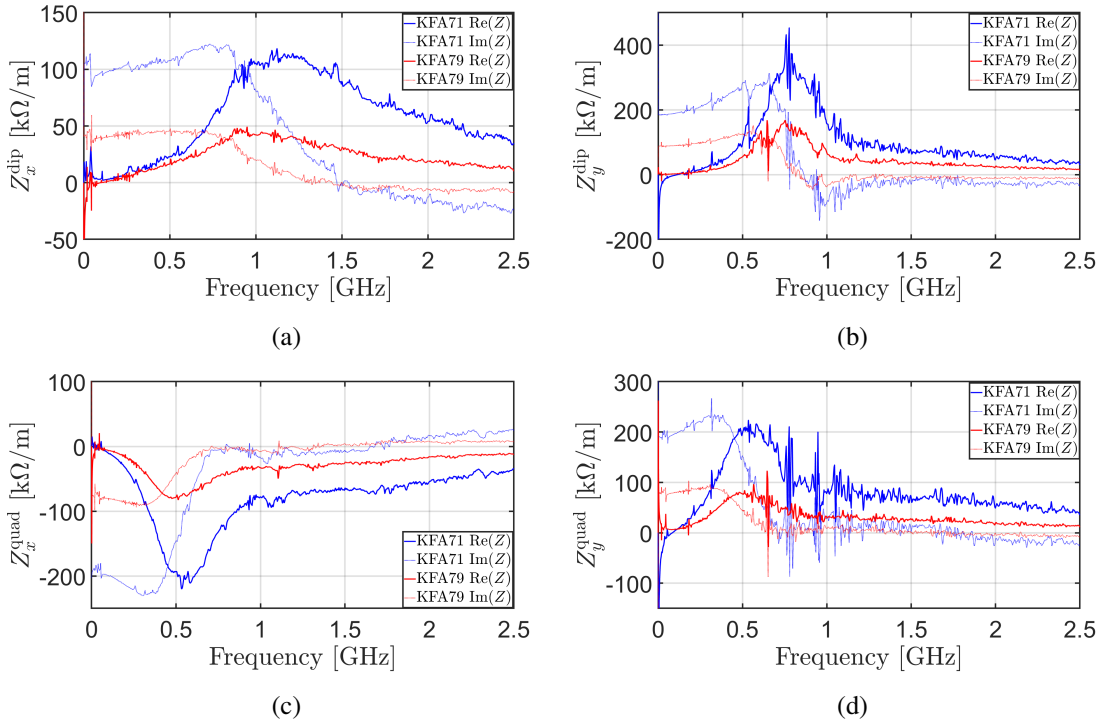 150
100
50
0
-50
Z_x^dip [kΩ/m]
KFA71 Re(Z)
KFA71 Im(Z)
KFA79 Re(Z)
KFA79 Im(Z)
0 0.5 1 1.5 2 2.5
Frequency [GHz]
(a)
400
200
0
-200
Z_y^dip [kΩ/m]
KFA71 Re(Z)
KFA71 Im(Z)
KFA79 Re(Z)
KFA79 Im(Z)
0 0.5 1 1.5 2 2.5
Frequency [GHz]
(b)
100
0
-100
-200
Z_x^quad [kΩ/m]
KFA71 Re(Z)
KFA71 Im(Z)
KFA79 Re(Z)
KFA79 Im(Z)
0 0.5 1 1.5 2 2.5
Frequency [GHz]
(c)
300
200
100
0
-100
Z_y^quad [kΩ/m]
KFA71 Re(Z)
KFA71 Im(Z)
KFA79 Re(Z)
KFA79 Im(Z)
0 0.5 1 1.5 2 2.5
Frequency [GHz]
(d)